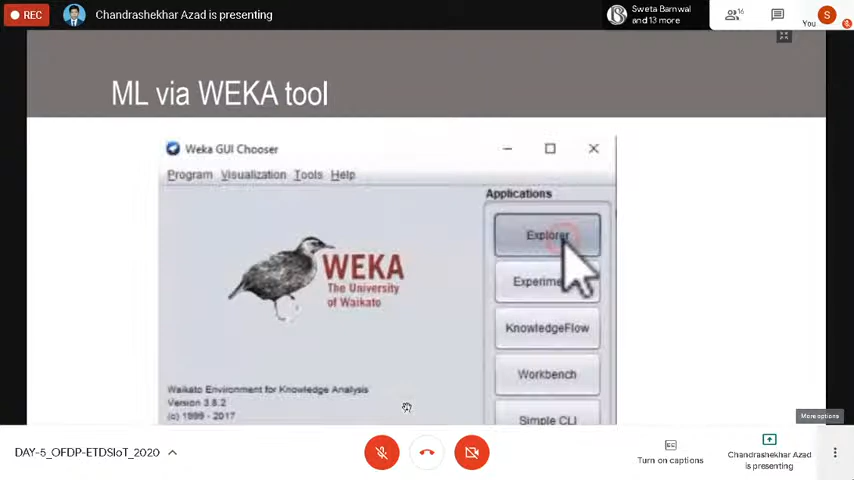 REC
Chandrashekhar Azad is presenting
Sweta Barnwal
and 13 more
16
You
S
ML via WEKA tool
Weka GUI Chooser
Program Visualization Tools Help
Applications
Explorer
WEKA
The University
of Waikato
KnowledgeFlow
Workbench
Simple CLI
Waikato Environment for Knowledge Analysis
Version 3.8.2
(c) 1999 - 2017
More options
DAY-5_OFDP-ETDSIoT_2020
Turn on captions
Chandrashekhar Azad
is presenting